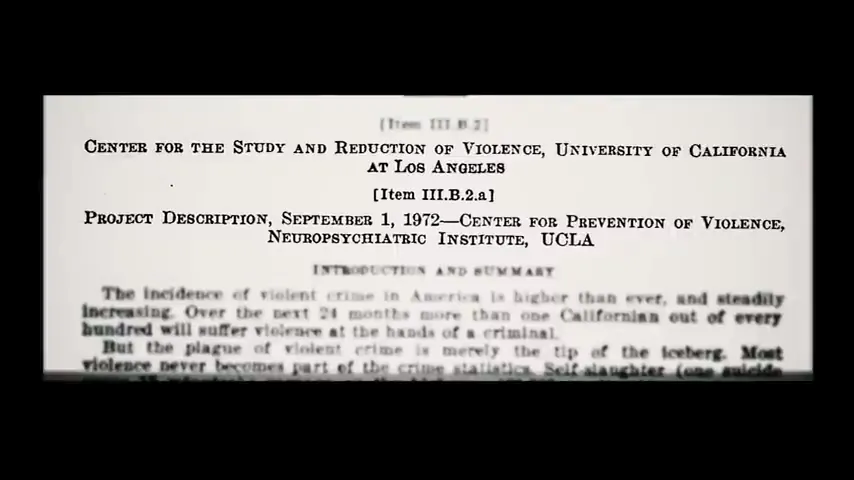 [Item III.B.2]
CENTER FOR THE STUDY AND REDUCTION OF VIOLENCE, UNIVERSITY OF CALIFORNIA
AT LOS ANGELES
[Item III.B.2.a]
PROJECT DESCRIPTION, SEPTEMBER 1, 1972—CENTER FOR PREVENTION OF VIOLENCE,
NEUROPSYCHIATRIC INSTITUTE, UCLA
INTRODUCTION AND SUMMARY
The incidence of violent crime in America is higher than ever, and steadily
increasing. Over the next 24 months more than one Californian out of every
hundred will suffer violence at the hands of a criminal.
But the plague of violent crime is merely the tip of the iceberg. Most
violence never becomes part of the crime statistics. Self-slaughter (one suicide